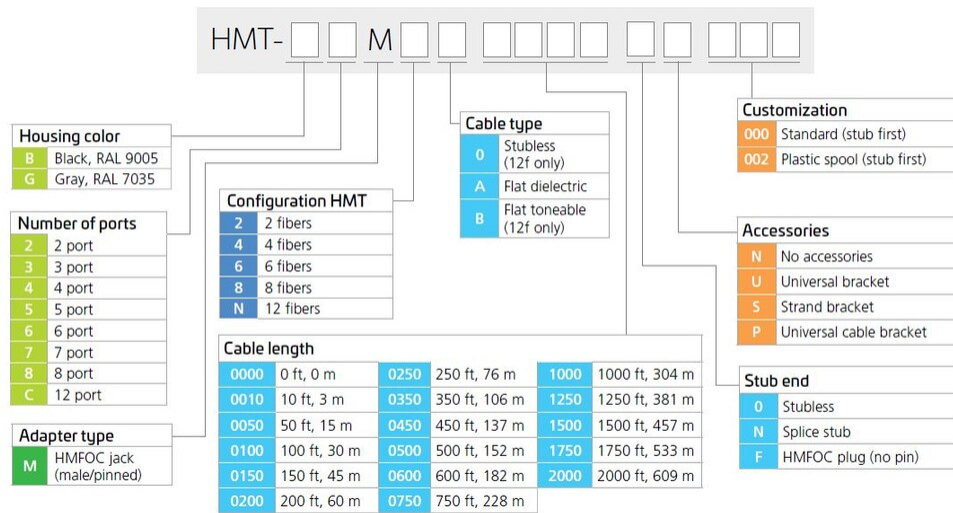 HMT- M
Housing color
B Black, RAL 9005
G Gray, RAL 7035
Number of ports
2 2 port
3 3 port
4 4 port
5 5 port
6 6 port
7 7 port
8 8 port
C 12 port
Adapter type
M HMFOC jack
(male/pinned)
Configuration HMT
2 2 fibers
4 4 fibers
6 6 fibers
8 8 fibers
N 12 fibers
Cable type
0 Stubless
(12f only)
A Flat dielectric
B Flat toneable
(12f only)
Cable length
0000 0 ft, 0 m 0250 250 ft, 76 m 1000 1000 ft, 304 m
0010 10 ft, 3 m 0350 350 ft, 106 m 1250 1250 ft, 381 m
0050 50 ft, 15 m 0450 450 ft, 137 m 1500 1500 ft, 457 m
0100 100 ft, 30 m 0500 500 ft, 152 m 1750 1750 ft, 533 m
0150 150 ft, 45 m 0600 600 ft, 182 m 2000 2000 ft, 609 m
0200 200 ft, 60 m 0750 750 ft, 228 m
Customization
000 Standard (stub first)
002 Plastic spool (stub first)
Accessories
N No accessories
U Universal bracket
S Strand bracket
P Universal cable bracket
Stub end
0 Stubless
N Splice stub
F HMFOC plug (no pin)